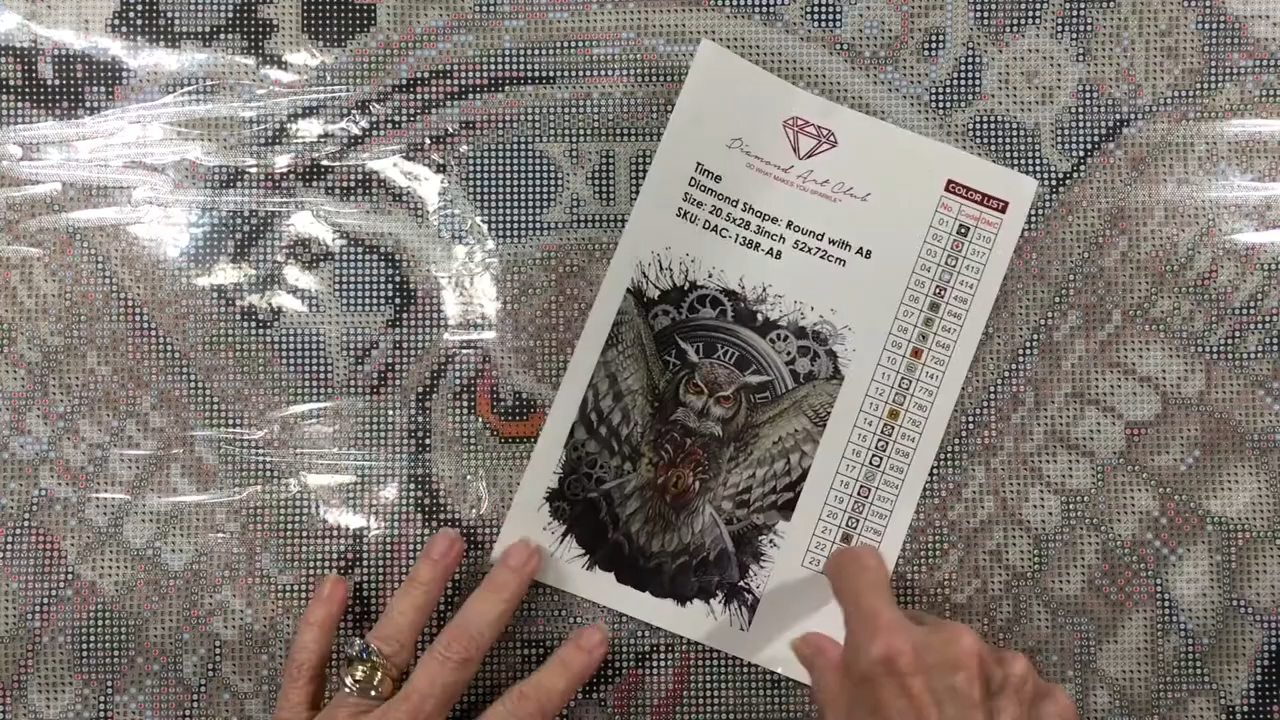 Diamond Art Club
DO WHAT MAKES YOU SPARKLE™
Time
Diamond Shape: Round with AB
Size: 20.5x28.3inch 52x72cm
SKU: DAC-138R-AB
XII
COLOR LIST
No. Code DMC
01 310
02 317
03 413
04 414
05 498
06 646
07 647
08 648
09 720
10 141
11 779
12 780
13 782
14 814
15 938
16 939
17 3024
18 3371
19 3787
20 3799
21
22
23